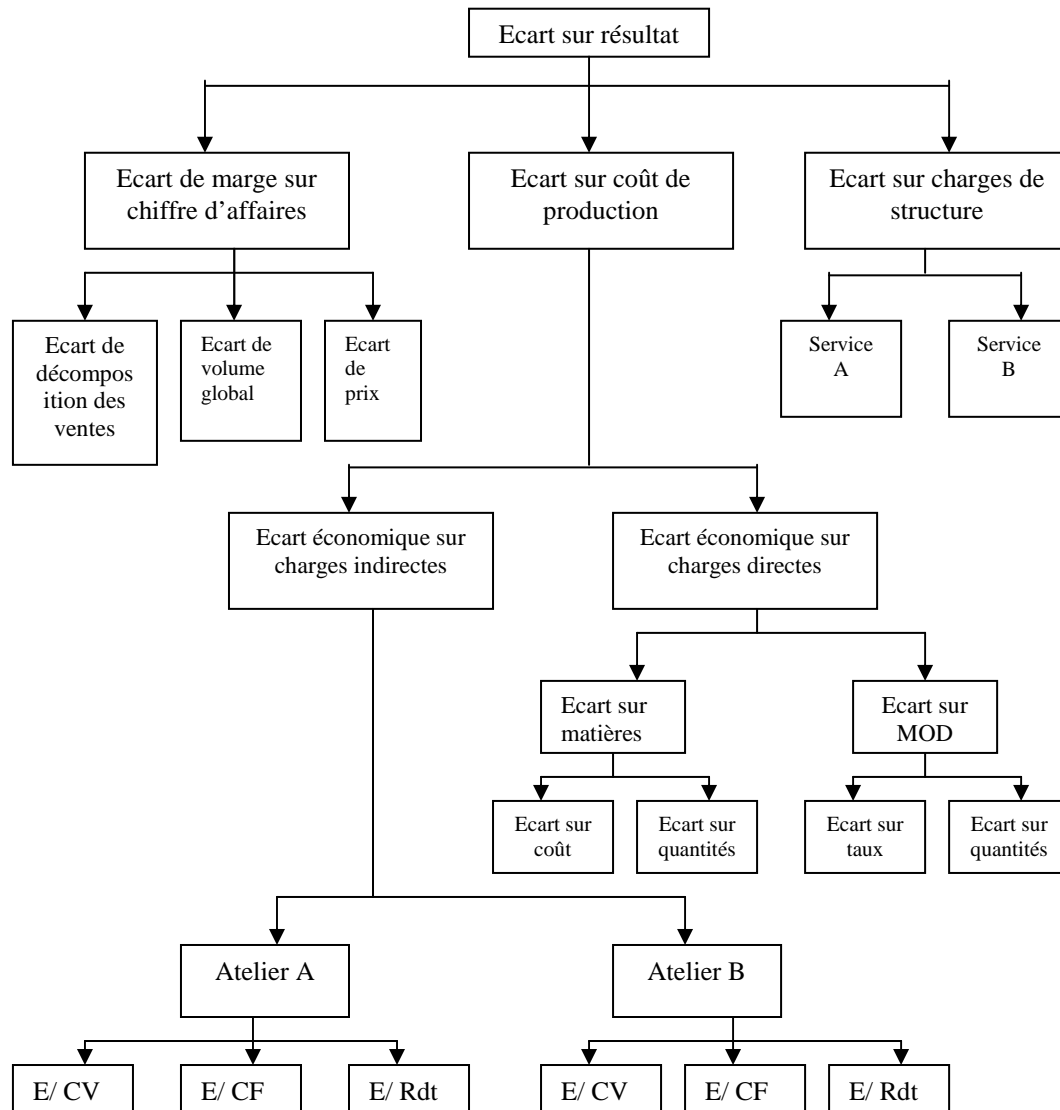 Ecart sur résultat
Ecart de marge sur
chiffre d’affaires
Ecart sur coût de
production
Ecart sur charges de
structure
Ecart de
décompos
ition des
ventes
Ecart de
volume
global
Ecart
de
prix
Service
A
Service
B
Ecart économique sur
charges indirectes
Ecart économique sur
charges directes
Ecart sur
matières
Ecart sur
MOD
Ecart sur
coût
Ecart sur
quantités
Ecart sur
taux
Ecart sur
quantités
Atelier A
Atelier B
E/ CV
E/ CF
E/ Rdt
E/ CV
E/ CF
E/ Rdt